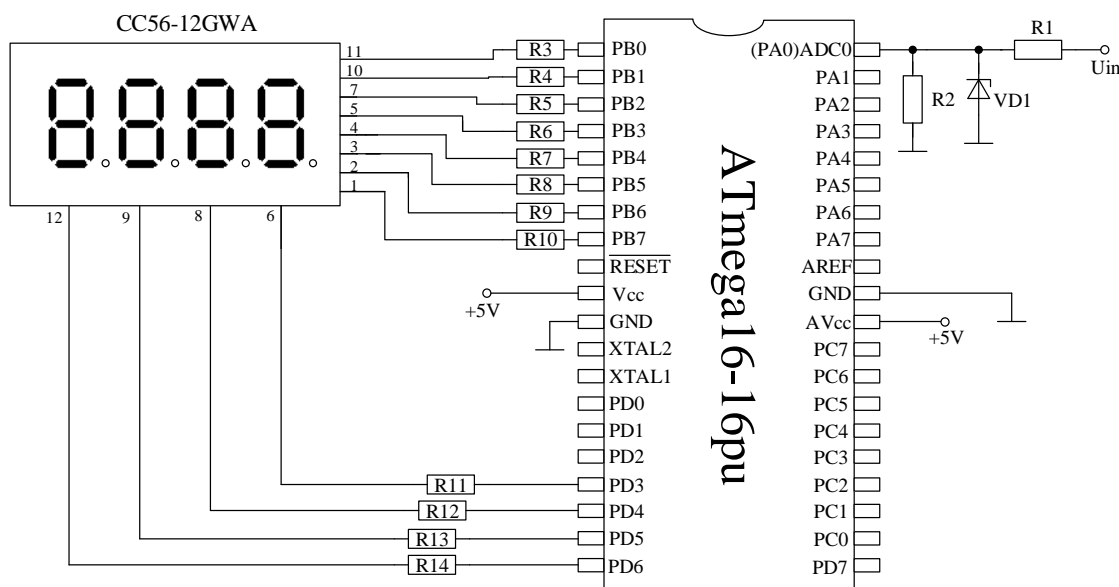 CC56-12GWA
11
10
7
5
4
3
2
1
12
9
8
6
R3
R4
R5
R6
R7
R8
R9
R10
R11
R12
R13
R14
+5V
PB0
PB1
PB2
PB3
PB4
PB5
PB6
PB7
RESET
Vcc
GND
XTAL2
XTAL1
PD0
PD1
PD2
PD3
PD4
PD5
PD6
ATmega16-16pu
(PA0)ADC0
PA1
PA2
PA3
PA4
PA5
PA6
PA7
AREF
GND
AVcc
PC7
PC6
PC5
PC4
PC3
PC2
PC1
PC0
PD7
R1
Uin
R2
VD1
+5V